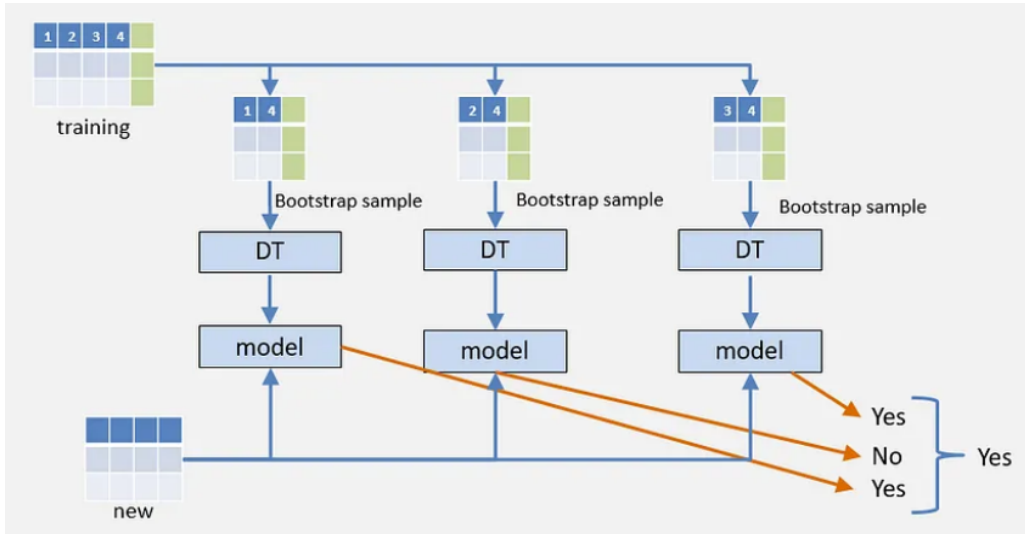 1 2 3 4
training
1 4
2 4
3 4
Bootstrap sample
Bootstrap sample
Bootstrap sample
DT
DT
DT
model
model
model
Yes
No
Yes
Yes
new